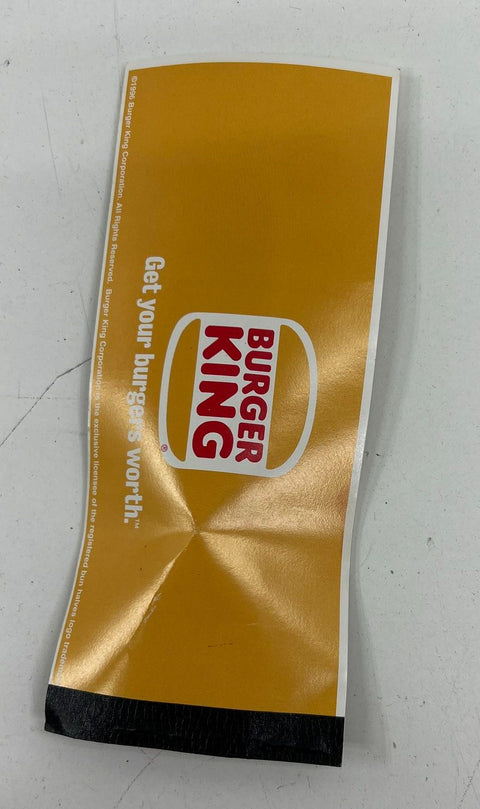 BURGER
KING®
Get your burgers worth.™
©1996 Burger King Corporation. All Rights Reserved. Burger King Corporation is the exclusive licensee of the registered bun halves logo